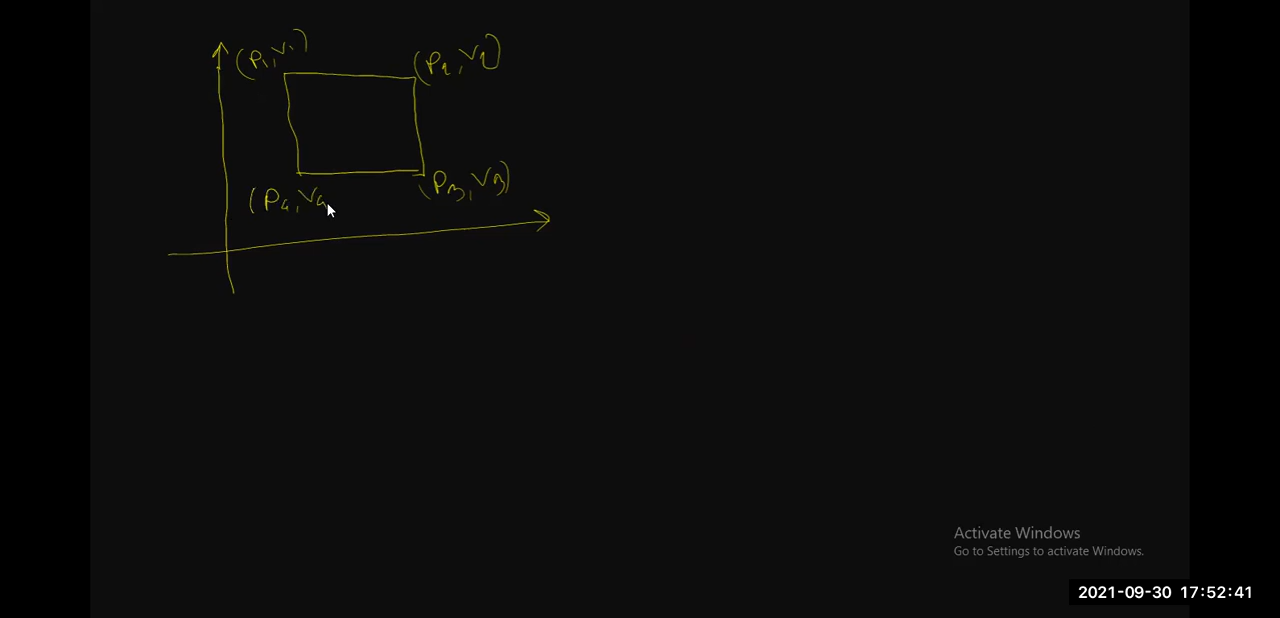 (P1,V1)
(P2,V2)
(P4,V4
(P3,V3)
Activate Windows
Go to Settings to activate Windows.
2021-09-30 17:52:41